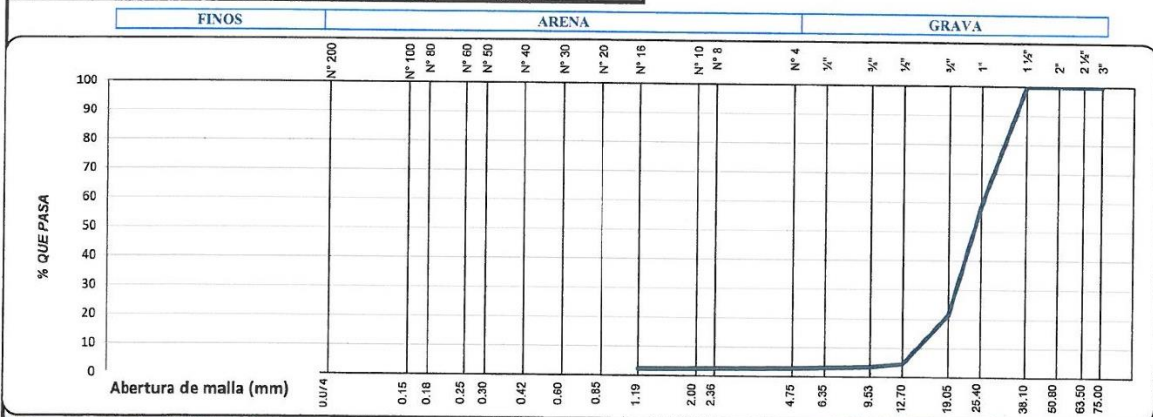 FINOS ARENA GRAVA
N° 200 N° 100 N° 80 N° 60 N° 50 N° 40 N° 30 N° 20 N° 16 N° 10 N° 8 N° 4 ¼" ⅜" ½" ¾" 1" 1 ½" 2" 2 ½" 3"
100
90
80
70
60
50
40
30
20
10
0
% QUE PASA
Abertura de malla (mm)
0.074 0.15 0.18 0.25 0.30 0.42 0.60 0.85 1.19 2.00 2.36 4.75 6.35 9.53 12.70 19.05 25.40 38.10 50.80 63.50 75.00